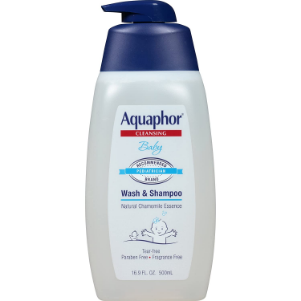 Aquaphor
CLEANSING
Baby
RECOMMENDED
PEDIATRICIAN
BRAND
Wash & Shampoo
Natural Chamomile Essence
Tear-free
Paraben Free • Fragrance Free
16.9 FL. OZ. 500mL